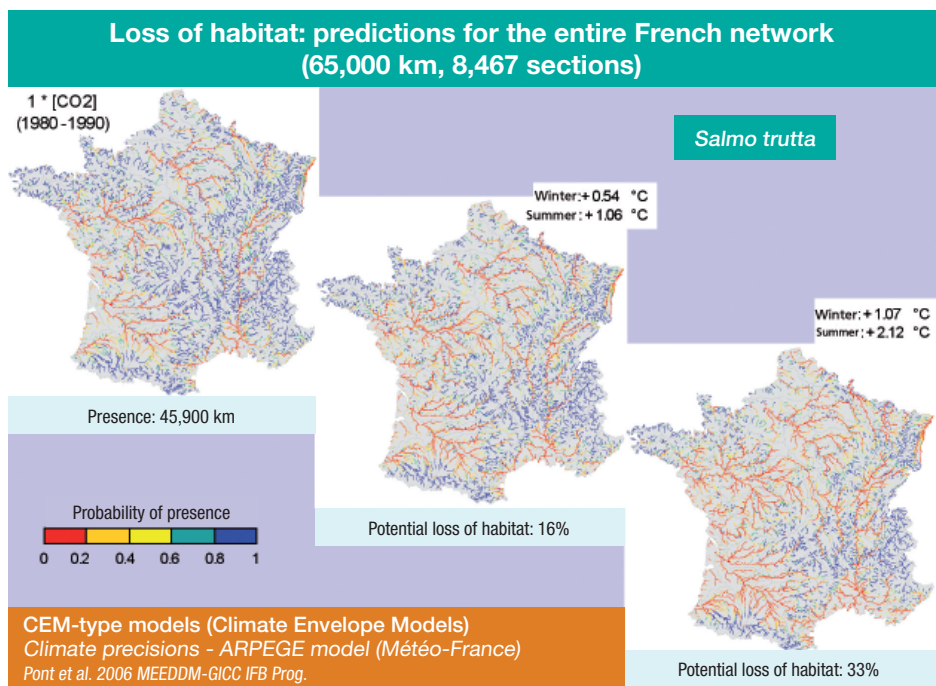 Loss of habitat: predictions for the entire French network
(65,000 km, 8,467 sections)
1 * [CO2]
(1980-1990)
Salmo trutta
Winter:+0.54 °C
Summer:+1.06 °C
Winter:+1.07 °C
Summer:+2.12 °C
Presence: 45,900 km
Probability of presence
0 0.2 0.4 0.6 0.8 1
Potential loss of habitat: 16%
CEM-type models (Climate Envelope Models)
Climate precisions - ARPEGE model (Météo-France)
Pont et al. 2006 MEEDDM-GICC IFB Prog.
Potential loss of habitat: 33%